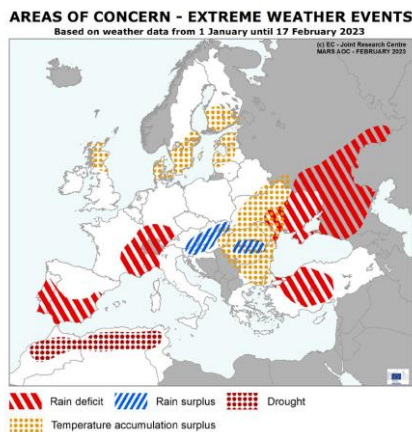 AREAS OF CONCERN - EXTREME WEATHER EVENTS
Based on weather data from 1 January until 17 February 2023
(c) EC - Joint Research Centre
MARS AOC - FEBRUARY 2023
Rain deficit
Rain surplus
Drought
Temperature accumulation surplus